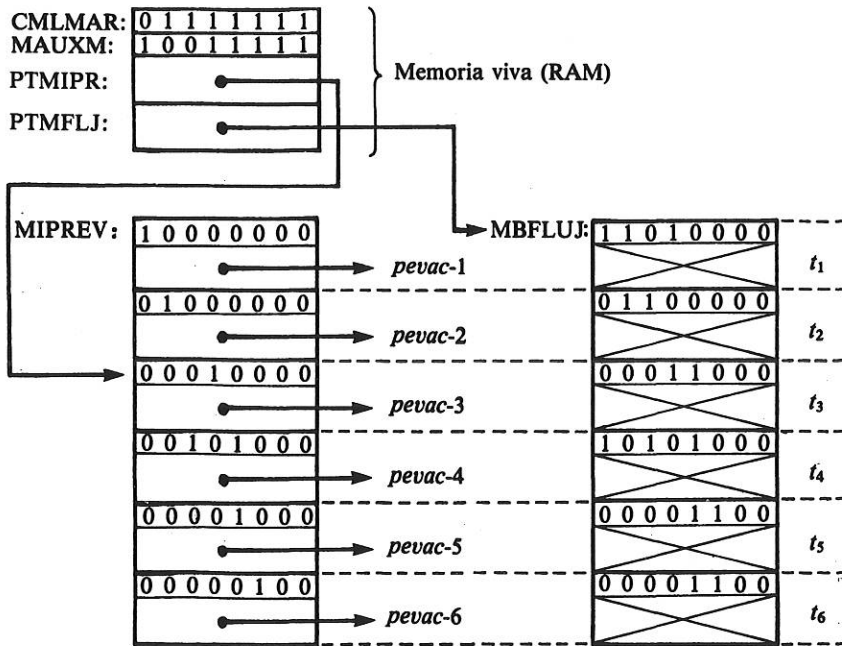 CMLMAR: 0 1 1 1 1 1 1 1
MAUXM: 1 0 0 1 1 1 1 1
PTMIPR:
Memoria viva (RAM)
PTMFLJ:
MIPREV: 1 0 0 0 0 0 0 0 MBFLUJ: 1 1 0 1 0 0 0 0
pevac-1 t1
0 1 0 0 0 0 0 0 0 1 1 0 0 0 0 0
pevac-2 t2
0 0 0 1 0 0 0 0 0 0 0 1 1 0 0 0
pevac-3 t3
0 0 1 0 1 0 0 0 1 0 1 0 1 0 0 0
pevac-4 t4
0 0 0 0 1 0 0 0 0 0 0 0 1 1 0 0
pevac-5 t5
0 0 0 0 0 1 0 0 0 0 0 0 1 1 0 0
pevac-6 t6